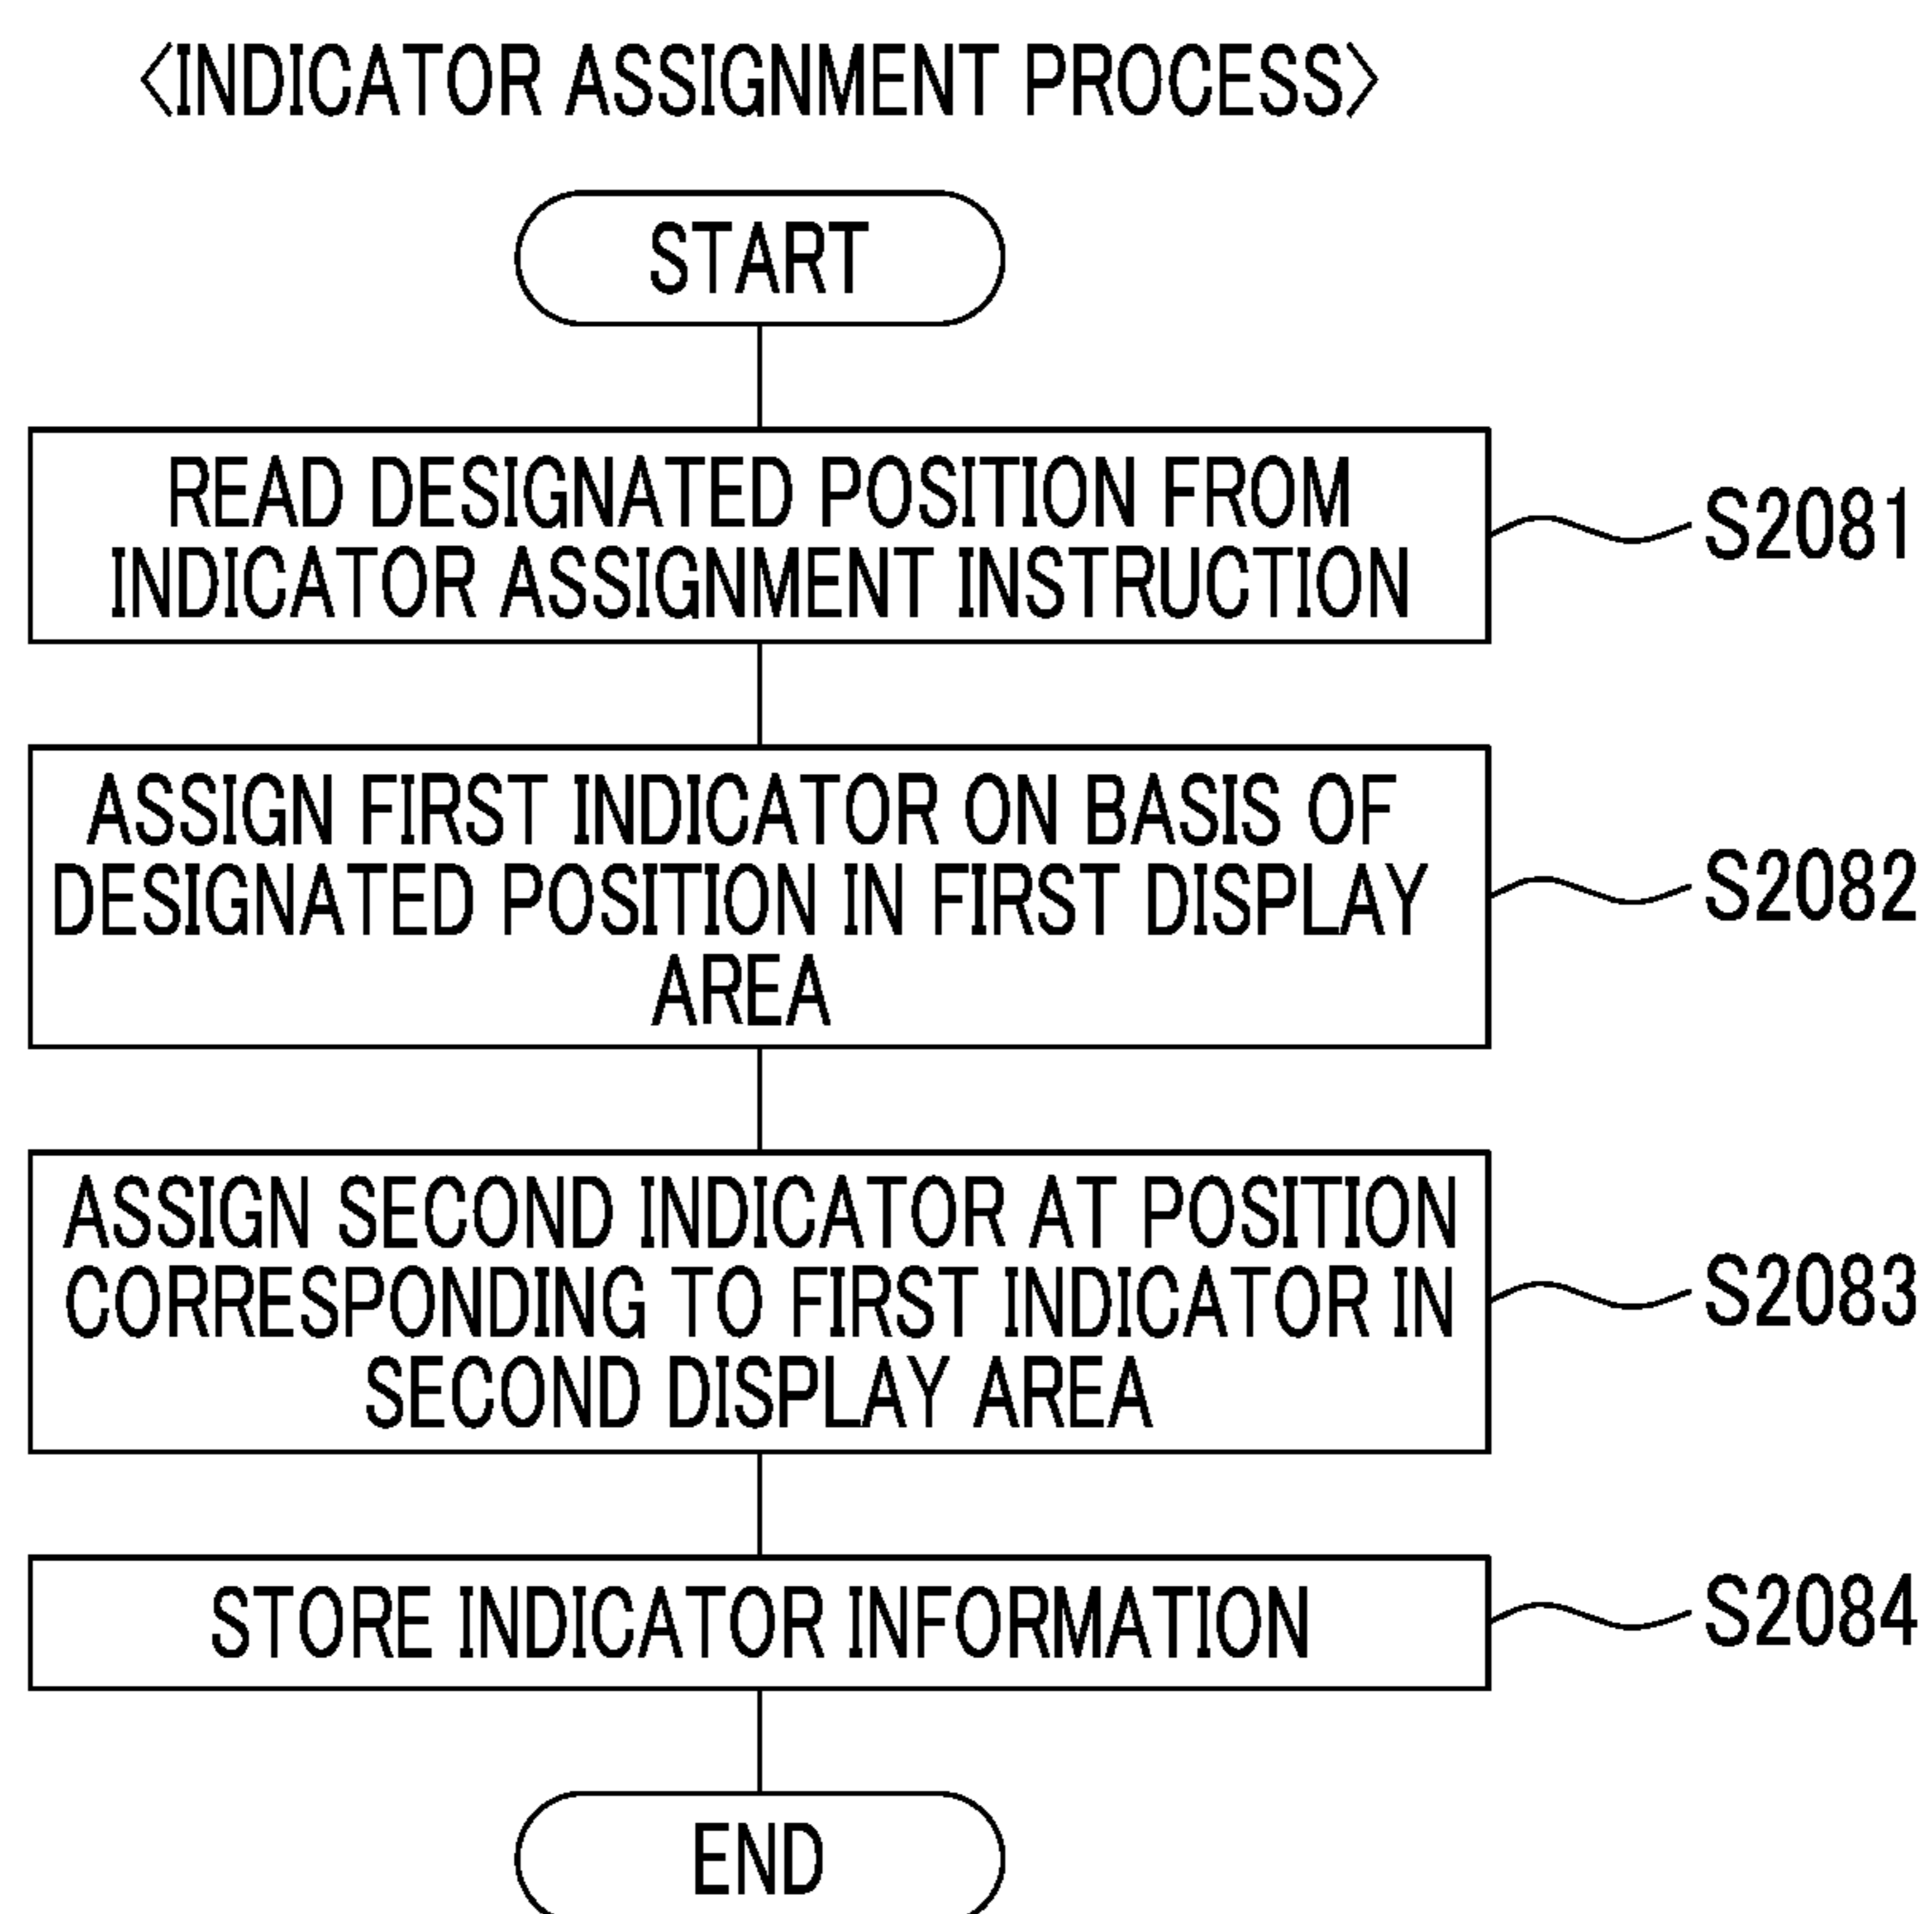 〈INDICATOR ASSIGNMENT PROCESS〉
START
READ DESIGNATED POSITION FROM
INDICATOR ASSIGNMENT INSTRUCTION
S2081
ASSIGN FIRST INDICATOR ON BASIS OF
DESIGNATED POSITION IN FIRST DISPLAY
AREA
S2082
ASSIGN SECOND INDICATOR AT POSITION
CORRESPONDING TO FIRST INDICATOR IN
SECOND DISPLAY AREA
S2083
STORE INDICATOR INFORMATION
S2084
END